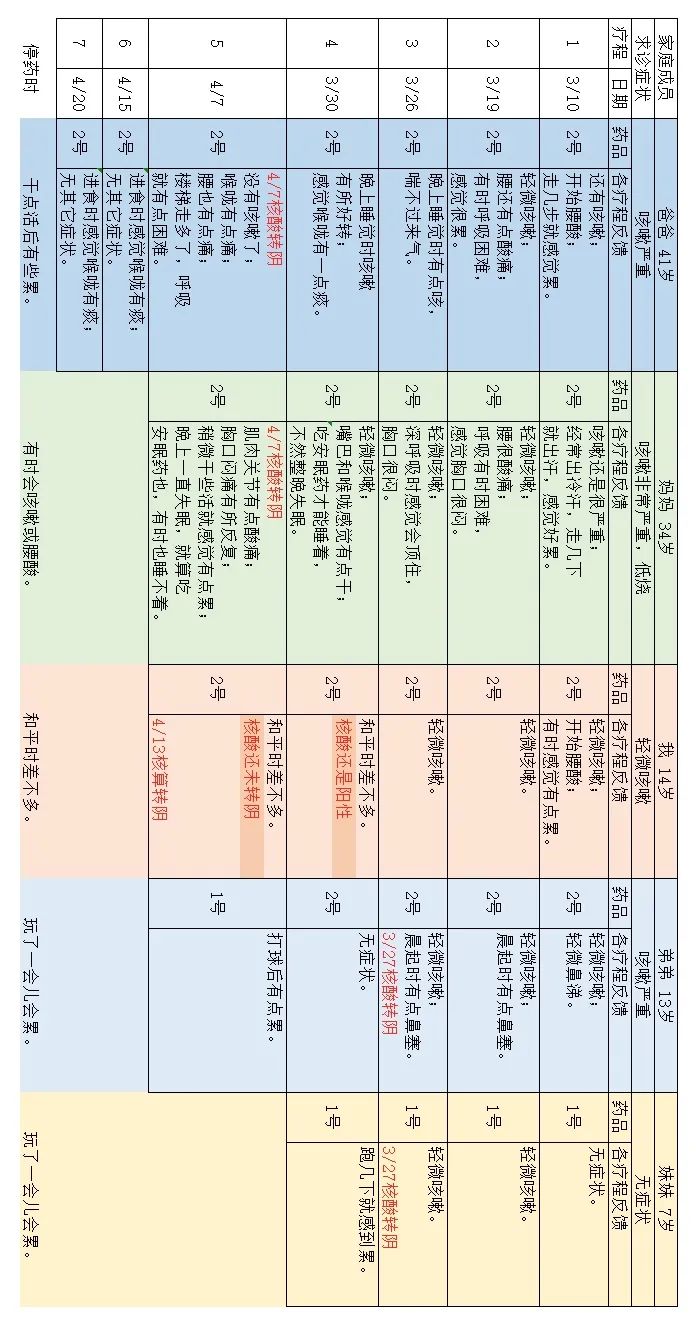 家庭成员 爸爸 41岁 妈妈 34岁 我 14岁 弟弟 13岁 妹妹 7岁
求诊症状 咳嗽严重 咳嗽非常严重，低烧 轻微咳嗽 咳嗽严重 无症状
疗程 日期 药品 各疗程反馈 药品 各疗程反馈 药品 各疗程反馈 药品 各疗程反馈 药品 各疗程反馈
1 3/10
2号
还有咳嗽；
开始腰酸；
走几步就感觉累。
2号
咳嗽还是很严重；
经常出冷汗，走几下
就出汗，感觉好累。
2号
轻微咳嗽；
开始腰酸；
有时感觉有点累。
2号
轻微咳嗽；
轻微鼻涕。
1号
无症状。
2 3/19
2号
轻微咳嗽；
腰还有点酸痛；
有时呼吸困难，
感觉很累。
2号
轻微咳嗽；
腰很酸痛；
呼吸有时困难，
感觉胸口很闷。
2号
轻微咳嗽。
2号
轻微咳嗽；
晨起时有点鼻塞。
1号
轻微咳嗽。
3 3/26
2号
晚上睡觉时有点咳，
喘不过来气。
2号
轻微咳嗽；
深呼吸时感觉会顶住，
胸口很闷。
2号
轻微咳嗽。
2号
轻微咳嗽；
晨起时有点鼻塞。
3/27核酸转阴
1号
轻微咳嗽。
3/27核酸转阴
4 3/30
2号
晚上睡觉时咳嗽
有所好转；
感觉喉咙有一点痰。
2号
轻微咳嗽；
嘴巴和喉咙感觉有点干；
吃安眠药才能睡着，
不然整晚失眠。
2号
和平时差不多。
核酸还是阳性
2号
无症状。
1号
跑几下就感到累。
5 4/7
2号
4/7核酸转阴
没有咳嗽了；
喉咙有点痛；
腰也有点痛；
楼梯走多了，呼吸
就有点困难。
2号
4/7核酸转阴
肌肉关节有点酸痛；
胸口闷痛有所反复；
稍微干些活就感觉有点累；
晚上一直失眠，就算吃
安眠药也，有时也睡不着。
2号
和平时差不多。
核酸还未转阴
4/13核算转阴
1号
打球后有点累。
6 4/15
2号
进食时感觉喉咙有痰；
无其它症状。
7 4/20
2号
进食时感觉喉咙有痰；
无其它症状。
停药时 干点活后有些累。 有时会咳嗽或腰酸。 和平时差不多。 玩了一会儿会累。 玩了一会儿会累。